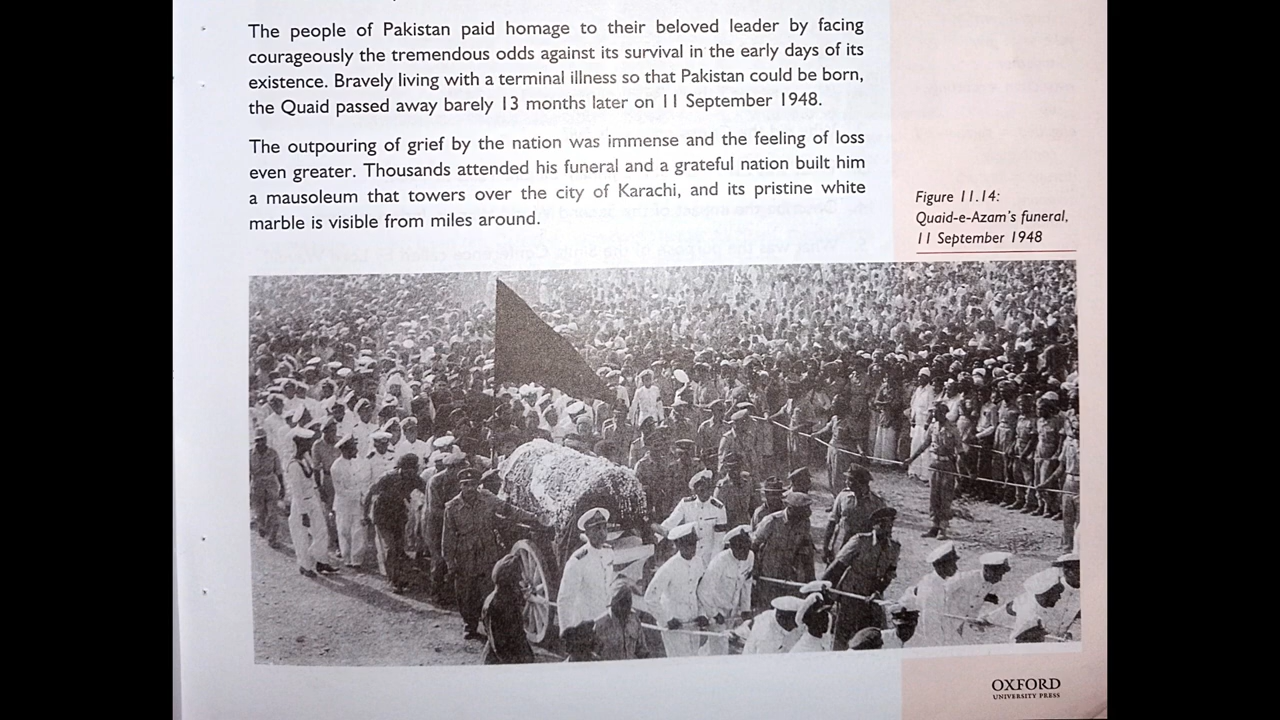 The people of Pakistan paid homage to their beloved leader by facing
courageously the tremendous odds against its survival in the early days of its
existence. Bravely living with a terminal illness so that Pakistan could be born,
the Quaid passed away barely 13 months later on 11 September 1948.
The outpouring of grief by the nation was immense and the feeling of loss
even greater. Thousands attended his funeral and a grateful nation built him
a mausoleum that towers over the city of Karachi, and its pristine white
marble is visible from miles around.
Figure 11.14:
Quaid-e-Azam's funeral,
11 September 1948
OXFORD
UNIVERSITY PRESS